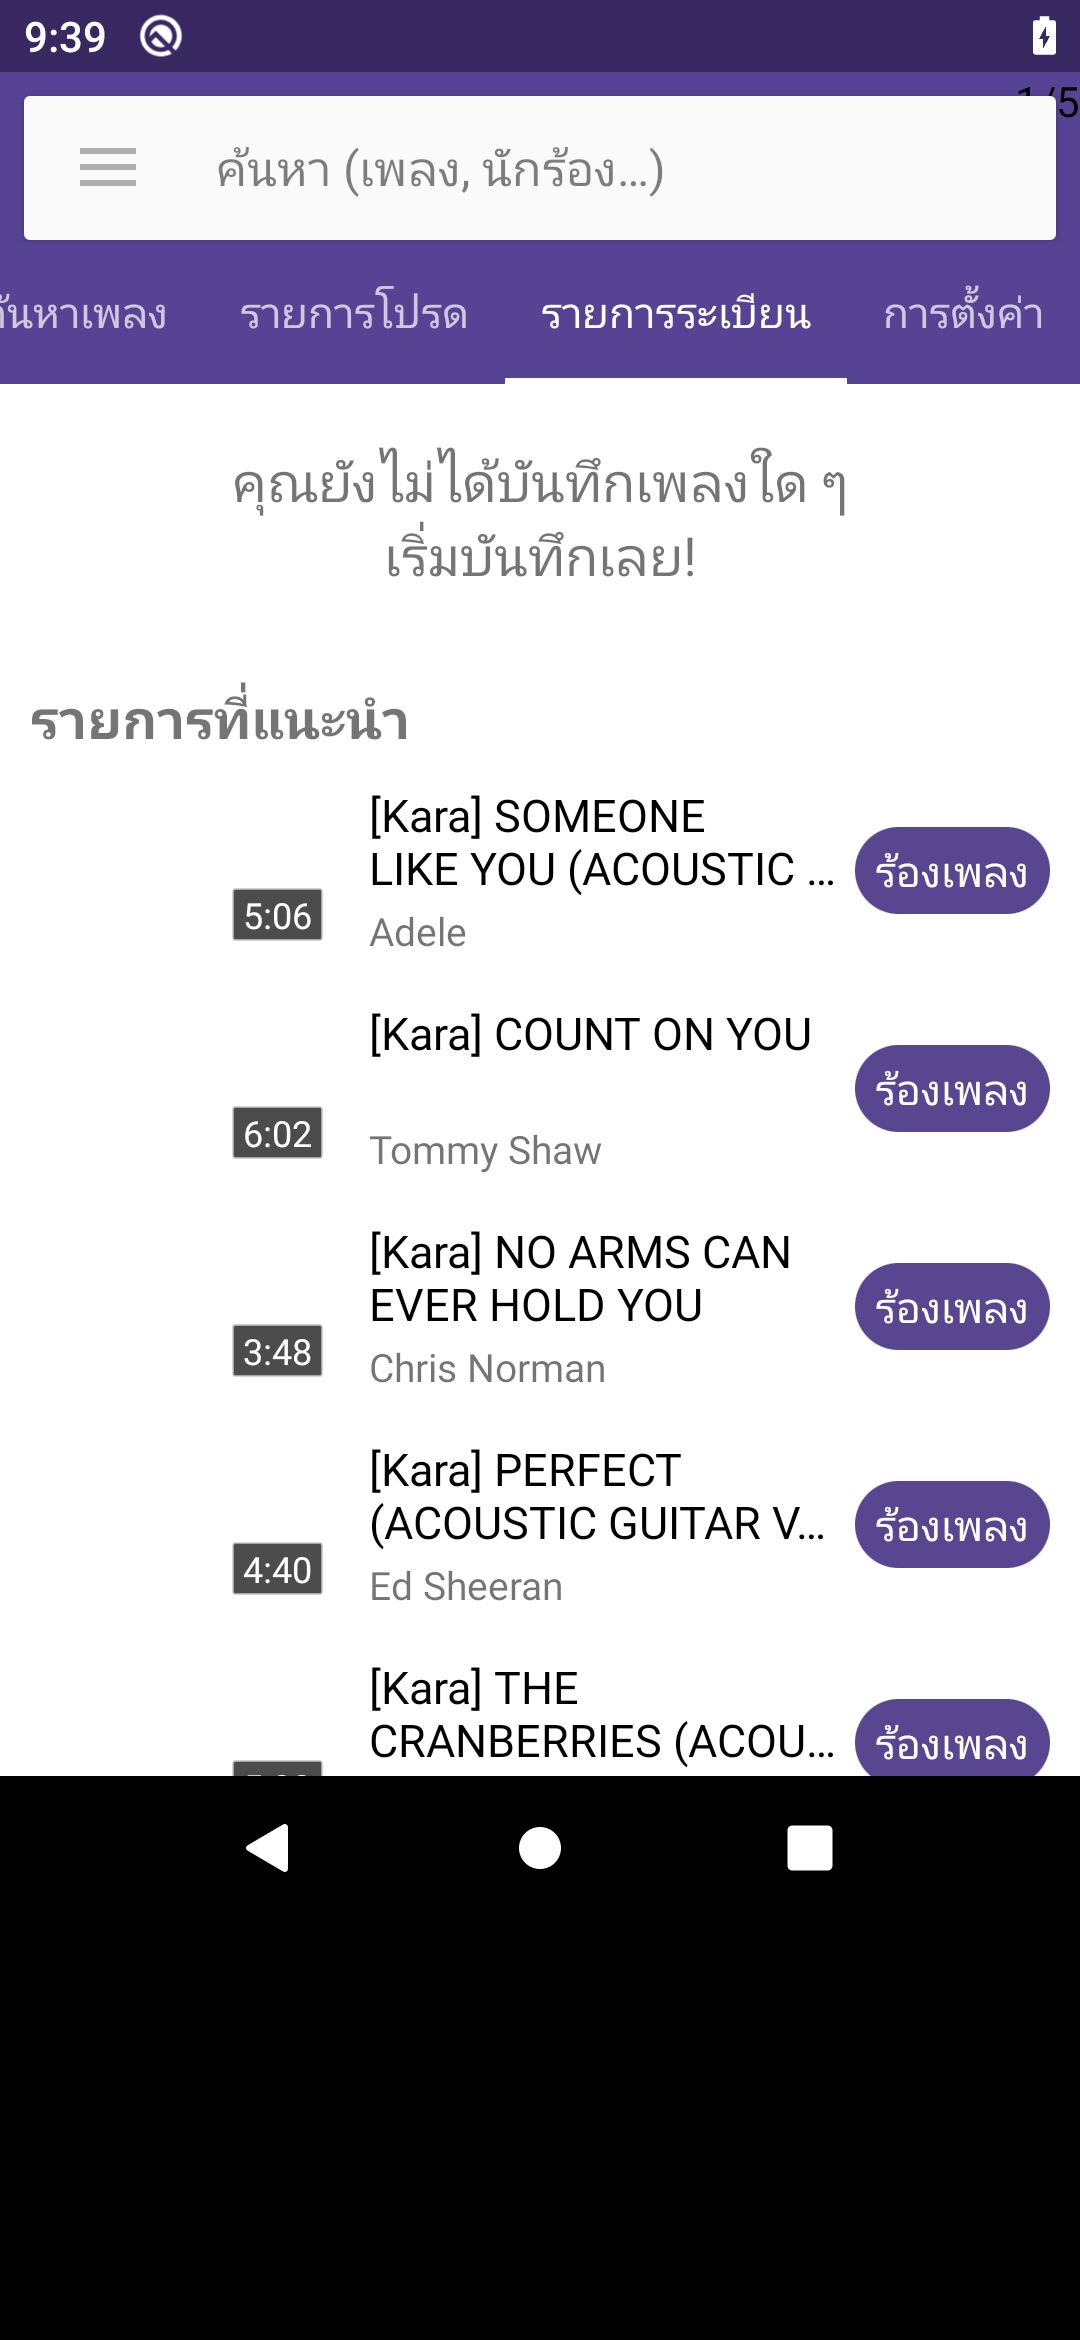 9:39
ค้นหา (เพลง, นักร้อง...)
ค้นหาเพลง
รายการโปรด
รายการระเบียน
การตั้งค่า
คุณยังไม่ได้บันทึกเพลงใด ๆ
เริ่มบันทึกเลย!
รายการที่แนะนำ
[Kara] SOMEONE
LIKE YOU (ACOUSTIC ...
ร้องเพลง
5:06
Adele
[Kara] COUNT ON YOU
ร้องเพลง
6:02
Tommy Shaw
[Kara] NO ARMS CAN
EVER HOLD YOU
ร้องเพลง
3:48
Chris Norman
[Kara] PERFECT
(ACOUSTIC GUITAR V...
ร้องเพลง
4:40
Ed Sheeran
[Kara] THE
CRANBERRIES (ACOU...
ร้องเพลง